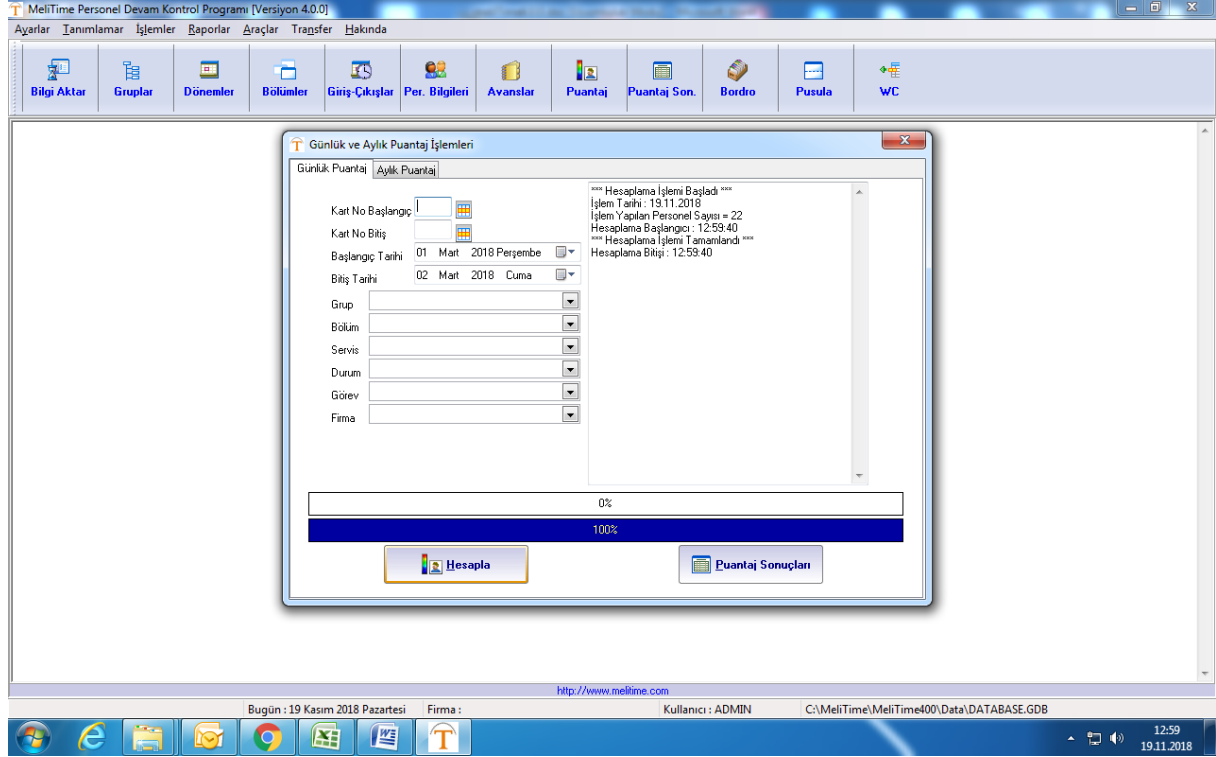 MeliTime Personel Devam Kontrol Programı [Versiyon 4.0.0]
Ayarlar Tanımlamar İşlemler Raporlar Araçlar Transfer Hakında
Bilgi Aktar Gruplar Dönemler Bölümler Giriş-Çıkışlar Per. Bilgileri Avanslar Puantaj Puantaj Son. Bordro Pusula WC
Günlük ve Aylık Puantaj İşlemleri
Günlük Puantaj Aylık Puantaj
Kart No Başlangıç
Kart No Bitiş
Başlangıç Tarihi 01 Mart 2018 Perşembe
Bitiş Tarihi 02 Mart 2018 Cuma
Grup
Bölüm
Servis
Durum
Görev
Firma
*** Hesaplama İşlemi Başladı ***
İşlem Tarihi : 19.11.2018
İşlem Yapılan Personel Sayısı = 22
Hesaplama Başlangıcı : 12:59:40
*** Hesaplama İşlemi Tamamlandı ***
Hesaplama Bitişi : 12:59:40
0%
100%
Hesapla Puantaj Sonuçları
http://www.melitime.com
Bugün : 19 Kasım 2018 Pazartesi Firma : Kullanıcı : ADMIN C:\MeliTime\MeliTime400\Data\DATABASE.GDB
12:59
19.11.2018